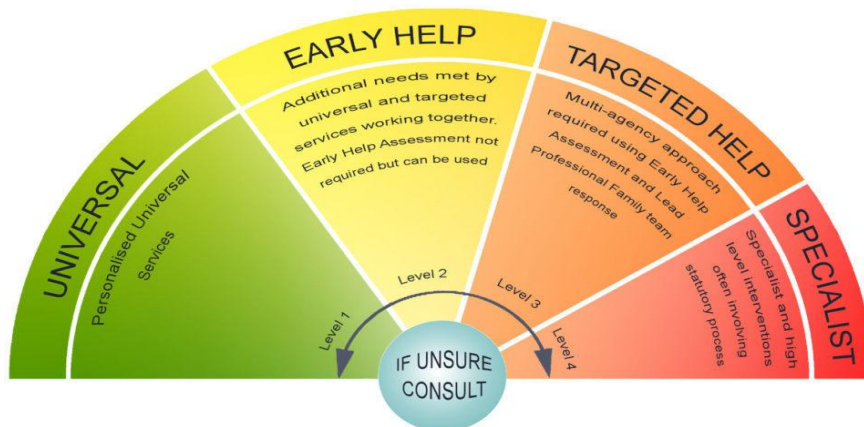 UNIVERSAL
Personalised Universal
Services
Level 1
EARLY HELP
Additional needs met by
universal and targeted
services working together.
Early Help Assessment not
required but can be used
Level 2
TARGETED HELP
Multi-agency approach
required using Early Help
Assessment and Lead
Professional Family team
response
Level 3
SPECIALIST
Specialist and high
level interventions
often involving
statutory process
Level 4
IF UNSURE
CONSULT